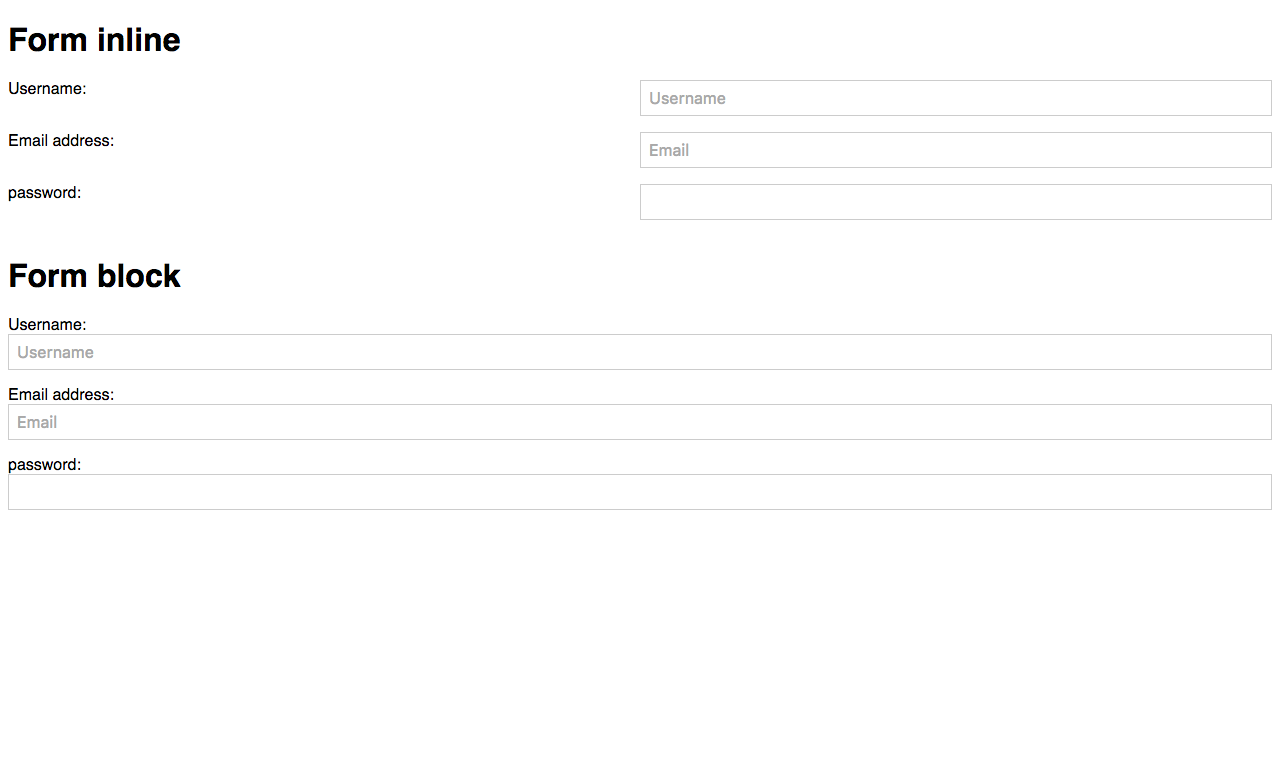 Form inline
Username: Username
Email address: Email
password:
Form block
Username:
Username
Email address:
Email
password: